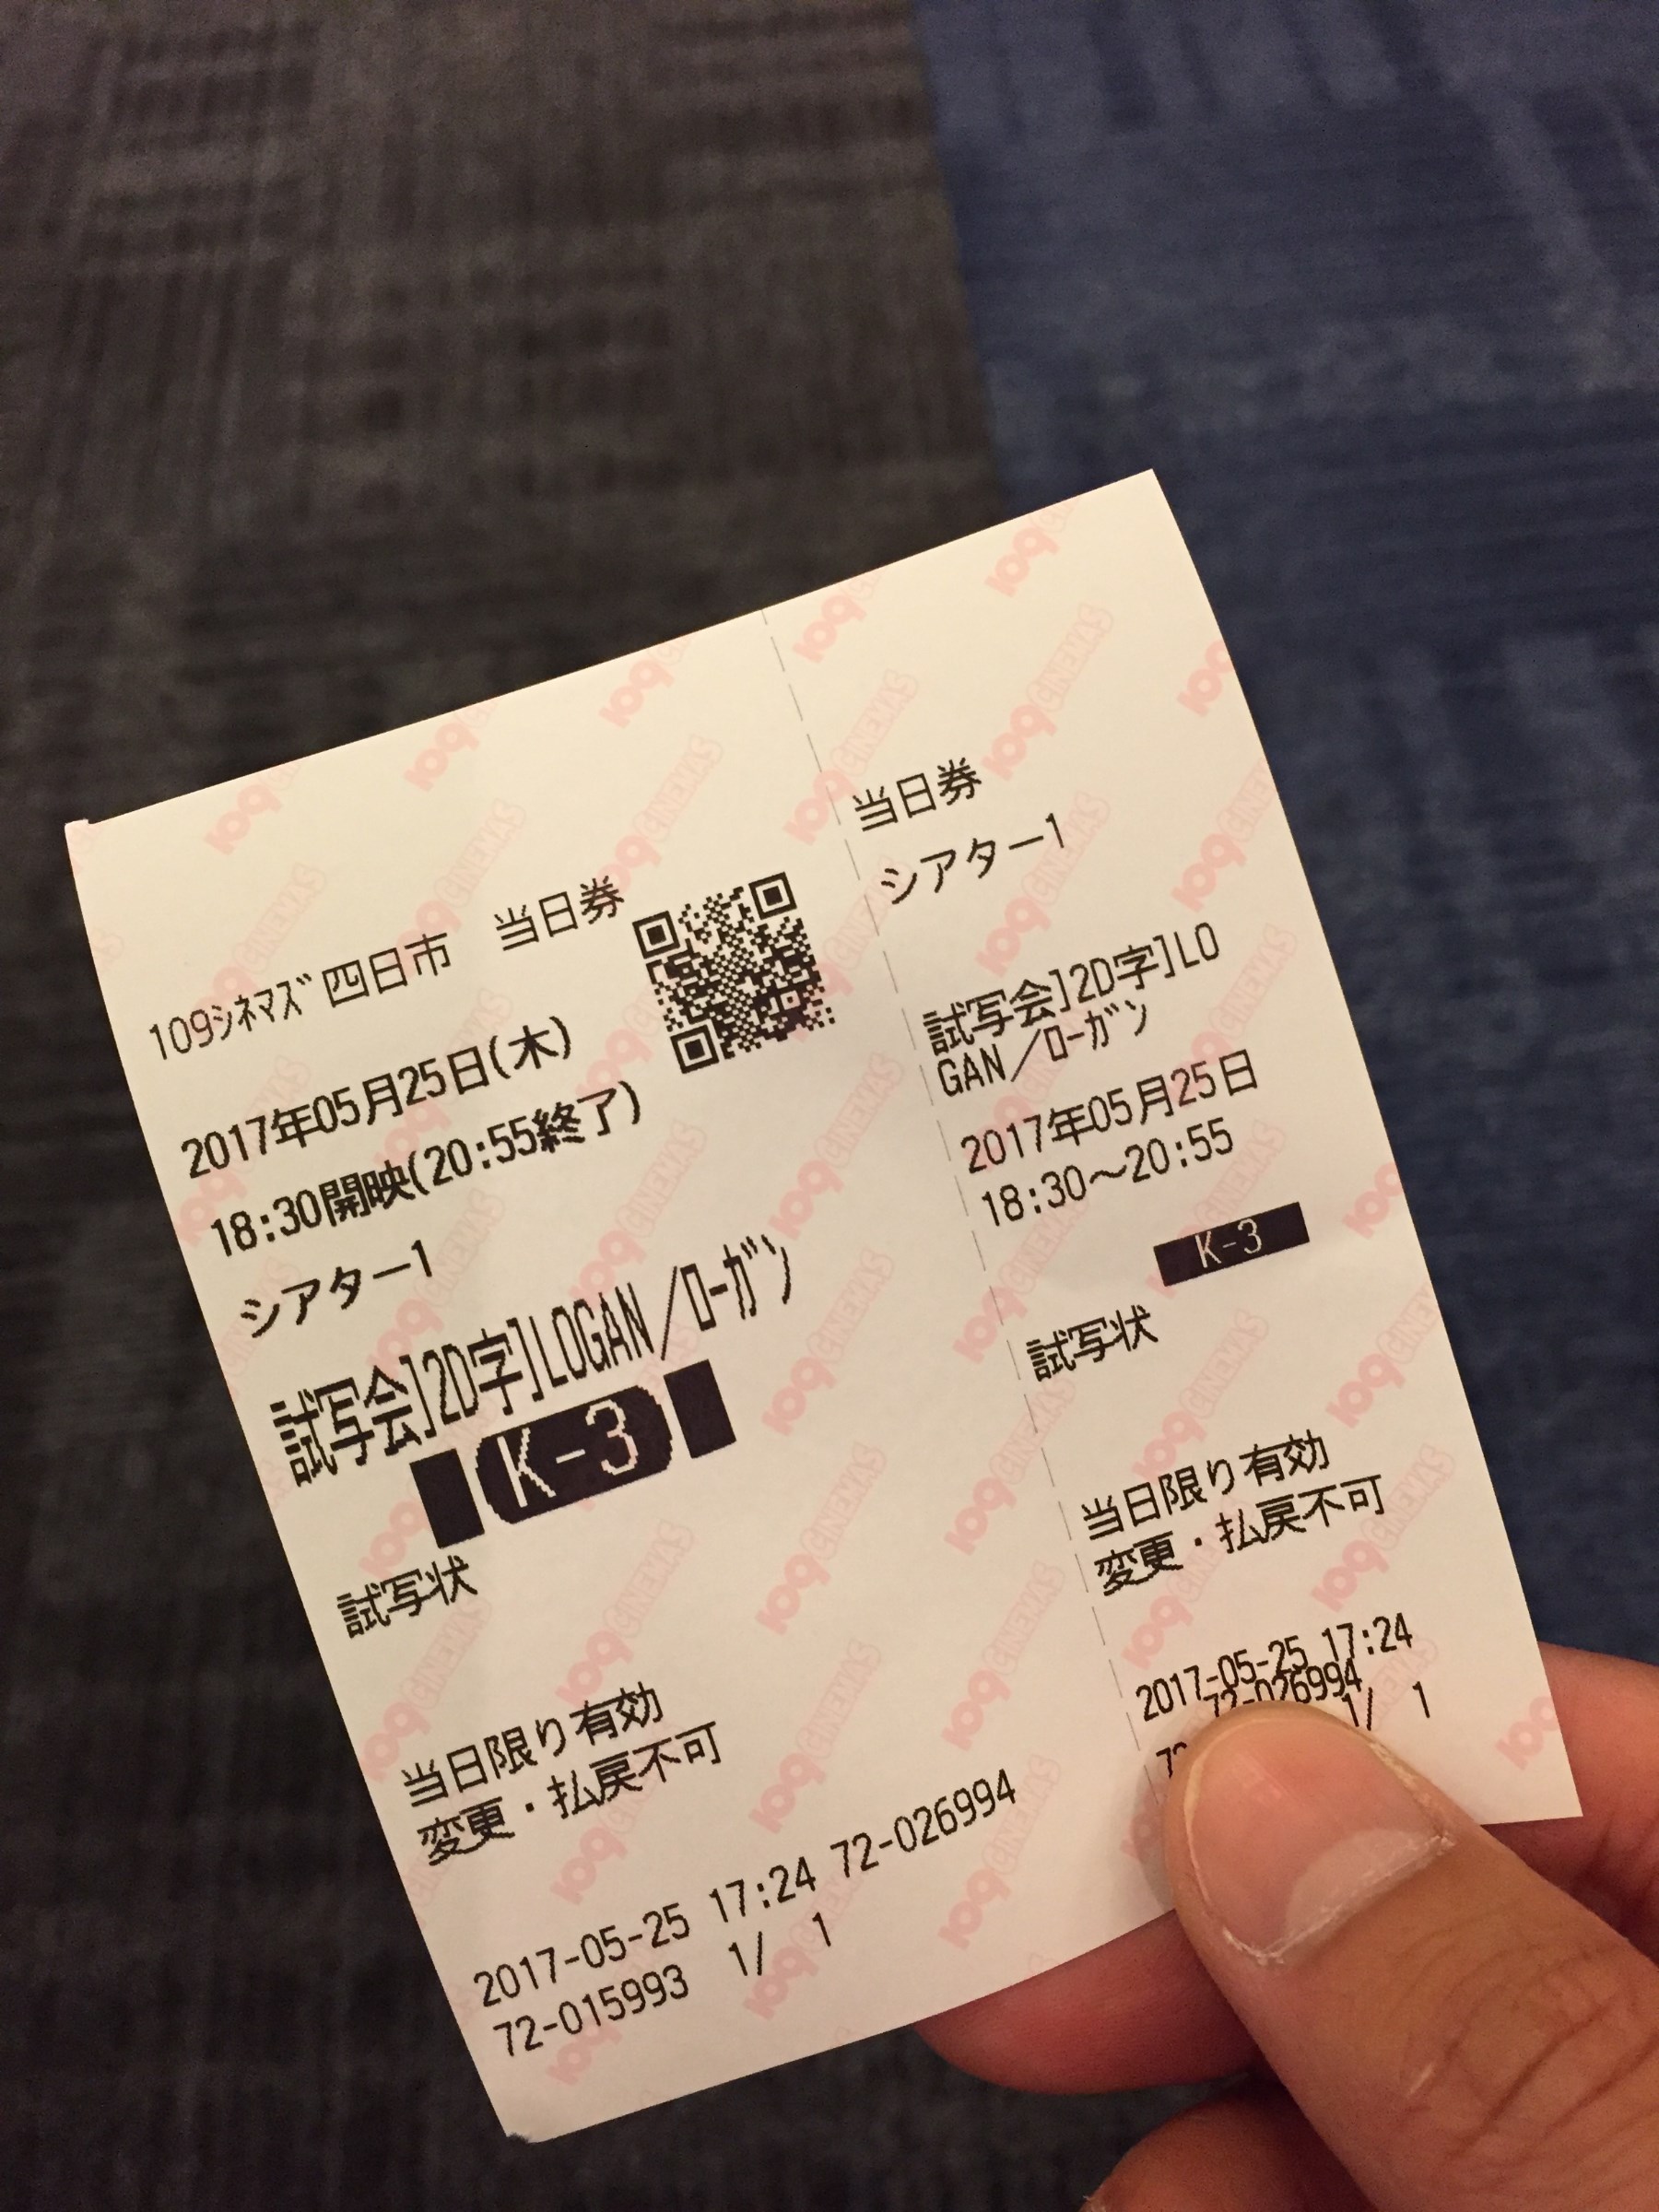 109シネマズ四日市 当日券
2017年05月25日(木)
18:30開映(20:55終了)
シアター1
試写会]2D字]LOGAN/ローガン
K-3
試写状
当日限り有効
変更・払戻不可
2017-05-25 17:24 72-026994
72-015993 1/ 1
当日券
シアター1
試写会]2D字]LO
GAN/ローガン
2017年05月25日
18:30～20:55
K-3
試写状
当日限り有効
変更・払戻不可
2017-05-25 17:24
72-026994
1/ 1
109 CINEMAS